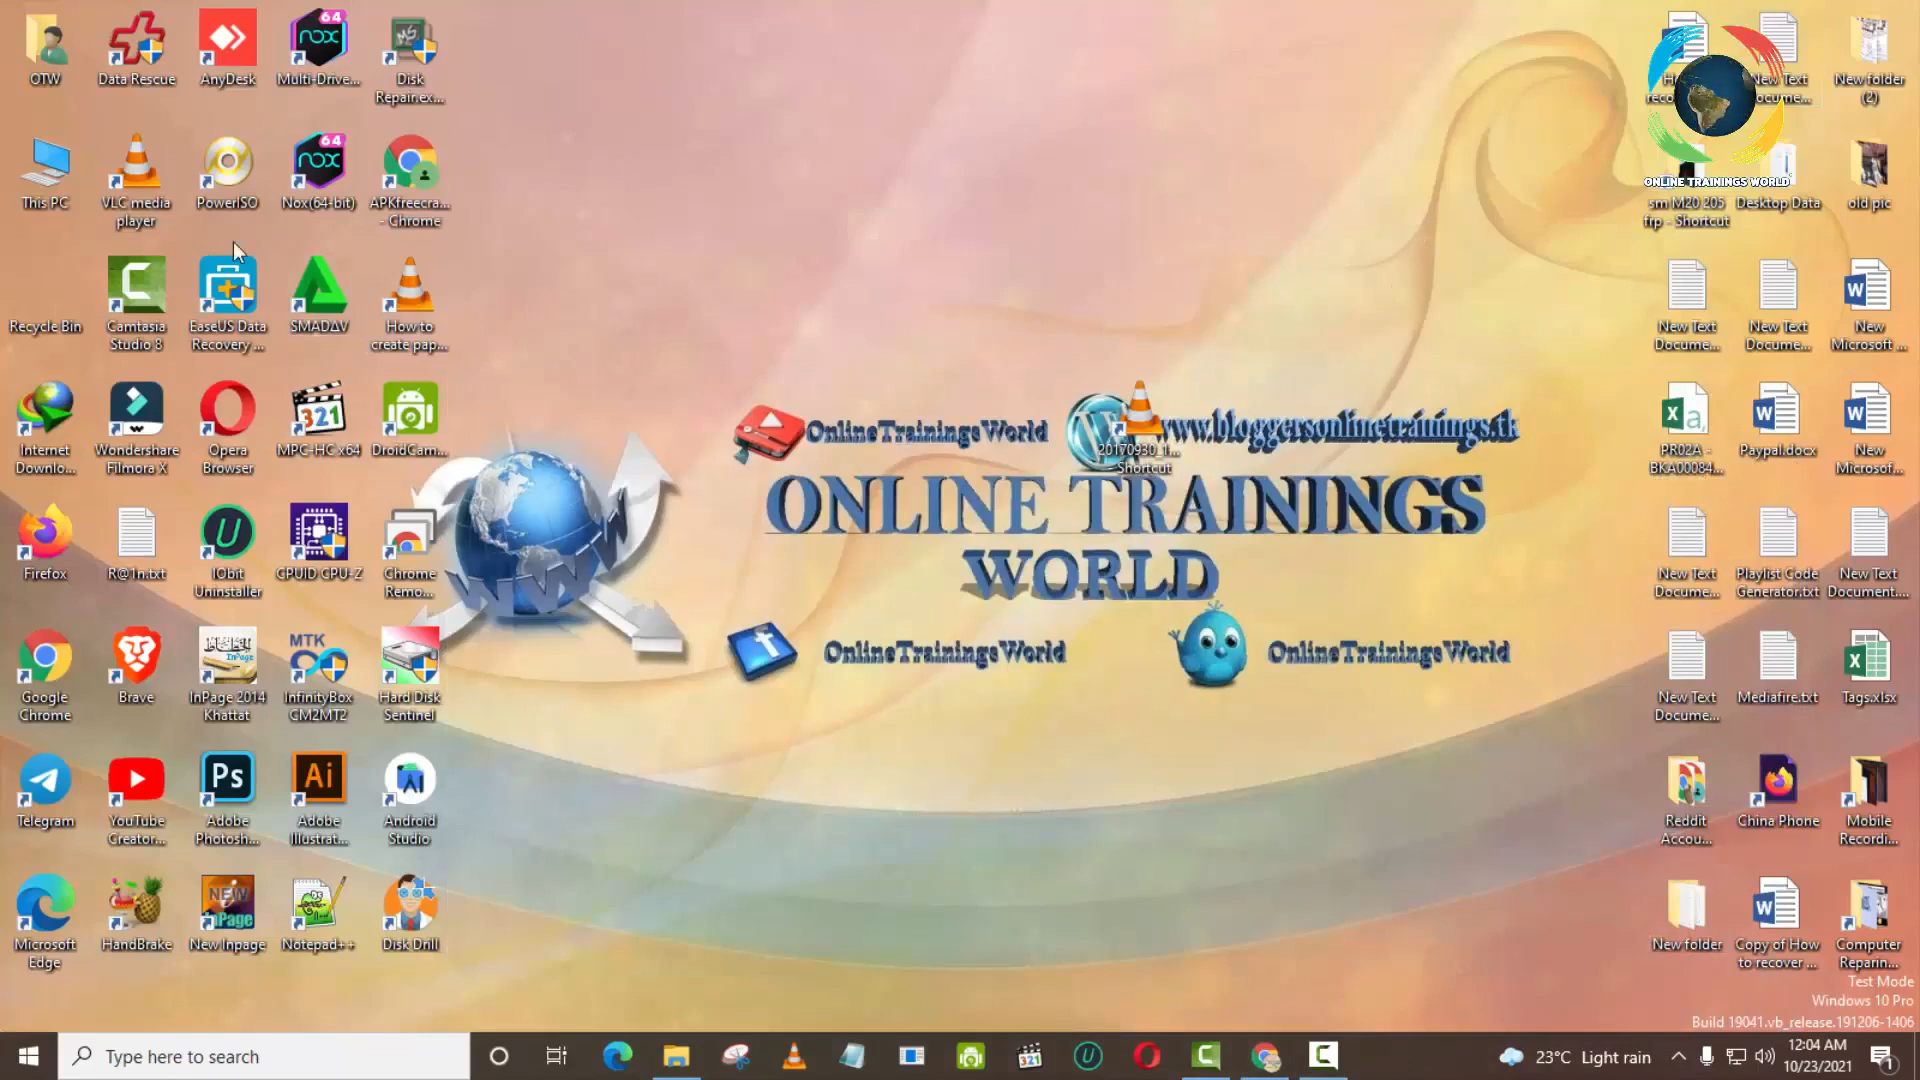 OTW
Data Rescue
AnyDesk
Multi-Drive...
Disk
Repair.ex...
This PC
VLC media
player
PowerISO
Nox(64-bit)
APKfreecra...
- Chrome
Recycle Bin
Camtasia
Studio 8
EaseUS Data
Recovery ...
SMADΔV
How to
create pap...
Internet
Downlo...
Wondershare
Filmora X
Opera
Browser
MPC-HC x64
DroidCam...
Firefox
R@1n.txt
IObit
Uninstaller
CPUID CPU-Z
Chrome
Remo...
Google
Chrome
Brave
InPage 2014
Khattat
MTK
InfinityBox
CM2MT2
Hard Disk
Sentinel
Telegram
YouTube
Creator...
Ps
Adobe
Photosh...
Ai
Adobe
Illustrat...
Android
Studio
Microsoft
Edge
HandBrake
NEW
InPage
New Inpage
Notepad++
Disk Drill
OnlineTrainingsWorld
www.bloggersonlinetrainings.tk
20170930_1...
Shortcut
ONLINE TRAININGS
WORLD
WWW
OnlineTrainingsWorld
OnlineTrainingsWorld
New Text
New folder
(2)
ONLINE TRAININGS WORLD
sm M20 205
frp - Shortcut
Desktop Data
old pic
New Text
Docume...
New Text
Docume...
New
Microsoft ...
PR02A -
BKA00084...
Paypal.docx
New
Microsof...
New Text
Docume...
Playlist Code
Generator.txt
New Text
Document....
New Text
Docume...
Mediafire.txt
Tags.xlsx
Reddit
Accou...
China Phone
Mobile
Recordi...
New folder
Copy of How
to recover ...
Computer
Reparin...
Test Mode
Windows 10 Pro
Build 19041.vb_release.191206-1406
Type here to search
23°C Light rain
12:04 AM
10/23/2021
1